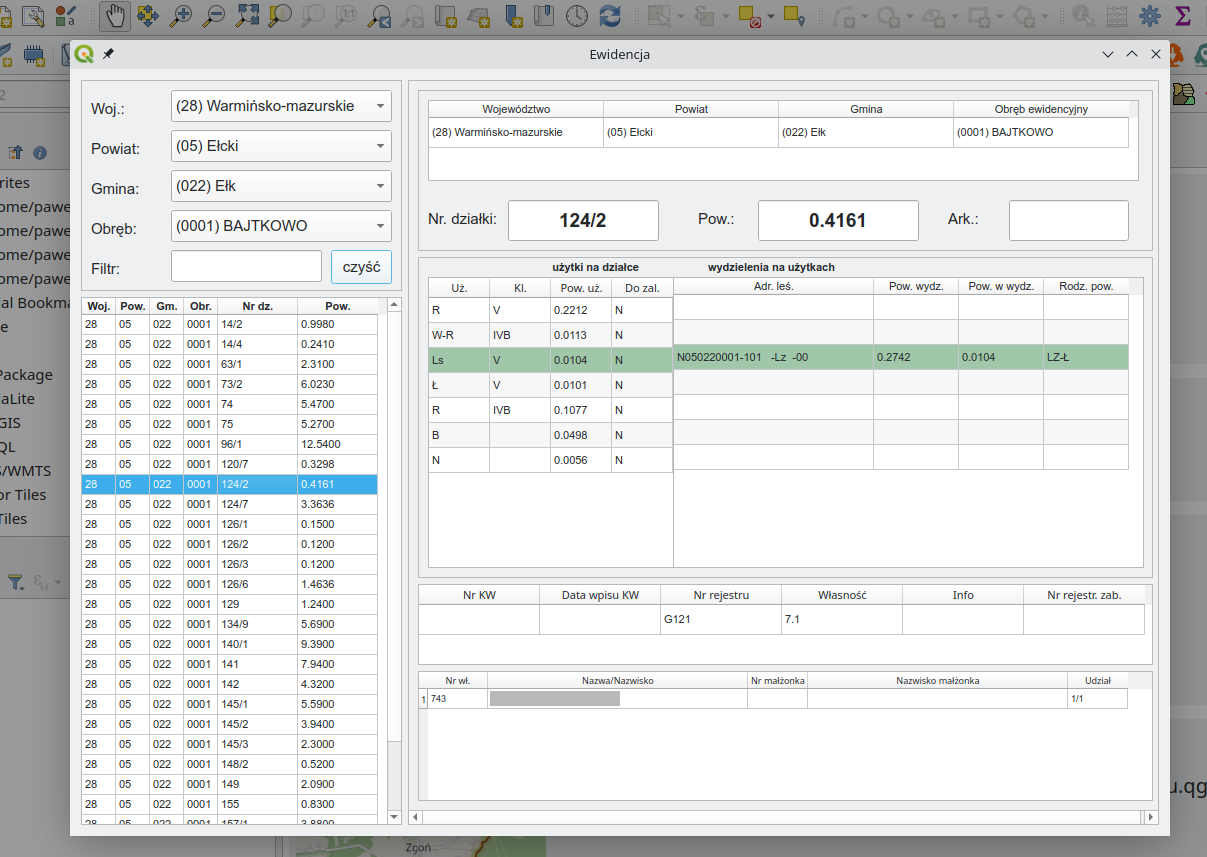 a
Ewidencja
2
rites
ome/pawe
ome/pawe
ome/pawe
ome/pawe
al Bookma
e
Package
aLite
GIS
QL
S/WMTS
or Tiles
Tiles
Woj.: (28) Warmińsko-mazurskie
Powiat: (05) Ełcki
Gmina: (022) Ełk
Obręb: (0001) BAJTKOWO
Filtr: czyść
Woj. Pow. Gm. Obr. Nr dz. Pow.
28 05 022 0001 14/2 0.9980
28 05 022 0001 14/4 0.2410
28 05 022 0001 63/1 2.3100
28 05 022 0001 73/2 6.0230
28 05 022 0001 74 5.4700
28 05 022 0001 75 5.2700
28 05 022 0001 96/1 12.5400
28 05 022 0001 120/7 0.3298
28 05 022 0001 124/2 0.4161
28 05 022 0001 124/7 3.3636
28 05 022 0001 126/1 0.1500
28 05 022 0001 126/2 0.1200
28 05 022 0001 126/3 0.1200
28 05 022 0001 126/6 1.4636
28 05 022 0001 129 1.2400
28 05 022 0001 134/9 5.6900
28 05 022 0001 140/1 9.3900
28 05 022 0001 141 7.9400
28 05 022 0001 142 4.3200
28 05 022 0001 145/1 5.5900
28 05 022 0001 145/2 3.9400
28 05 022 0001 145/3 2.3000
28 05 022 0001 148/2 0.5200
28 05 022 0001 149 2.0900
28 05 022 0001 155 0.8300
28 05 022 0001 157/1 3.8800
Województwo Powiat Gmina Obręb ewidencyjny
(28) Warmińsko-mazurskie (05) Ełcki (022) Ełk (0001) BAJTKOWO
Nr. działki: 124/2 Pow.: 0.4161 Ark.:
użytki na działce wydzielenia na użytkach
Uż. Kl. Pow. uż. Do zal. Adr. leś. Pow. wydz. Pow. w wydz. Rodz. pow.
R V 0.2212 N
W-R IVB 0.0113 N
Ls V 0.0104 N N050220001-101 -Lz -00 0.2742 0.0104 LZ-Ł
Ł V 0.0101 N
R IVB 0.1077 N
B 0.0498 N
N 0.0056 N
Nr KW Data wpisu KW Nr rejestru Własność Info Nr rejestr. zab.
G121 7.1
Nr wł. Nazwa/Nazwisko Nr małżonka Nazwisko małżonka Udział
1 743 1/1
u.qg
Zgoń